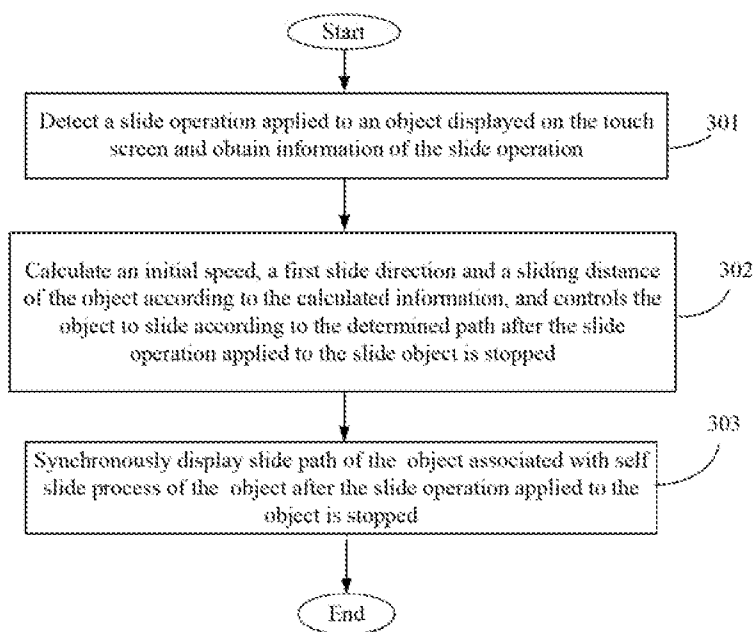 Start
Detect a slide operation applied to an object displayed on the touch
screen and obtain information of the slide operation
301
Calculate an initial speed, a first slide direction and a sliding distance
of the object according to the calculated information, and controls the
object to slide according to the determined path after the slide
operation applied to the slide object is stopped
302
303
Synchronously display slide path of the object associated with self
slide process of the object after the slide operation applied to the
object is stopped
End